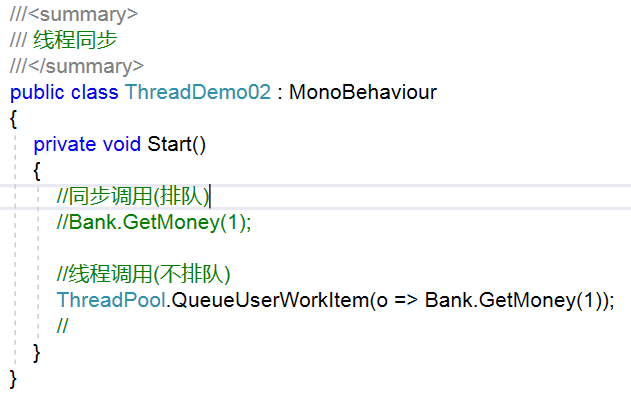 ///<summary>
/// 线程同步
///</summary>
public class ThreadDemo02 : MonoBehaviour
{
private void Start()
{
//同步调用(排队)
//Bank.GetMoney(1);
//线程调用(不排队)
ThreadPool.QueueUserWorkItem(o => Bank.GetMoney(1));
//
}
}